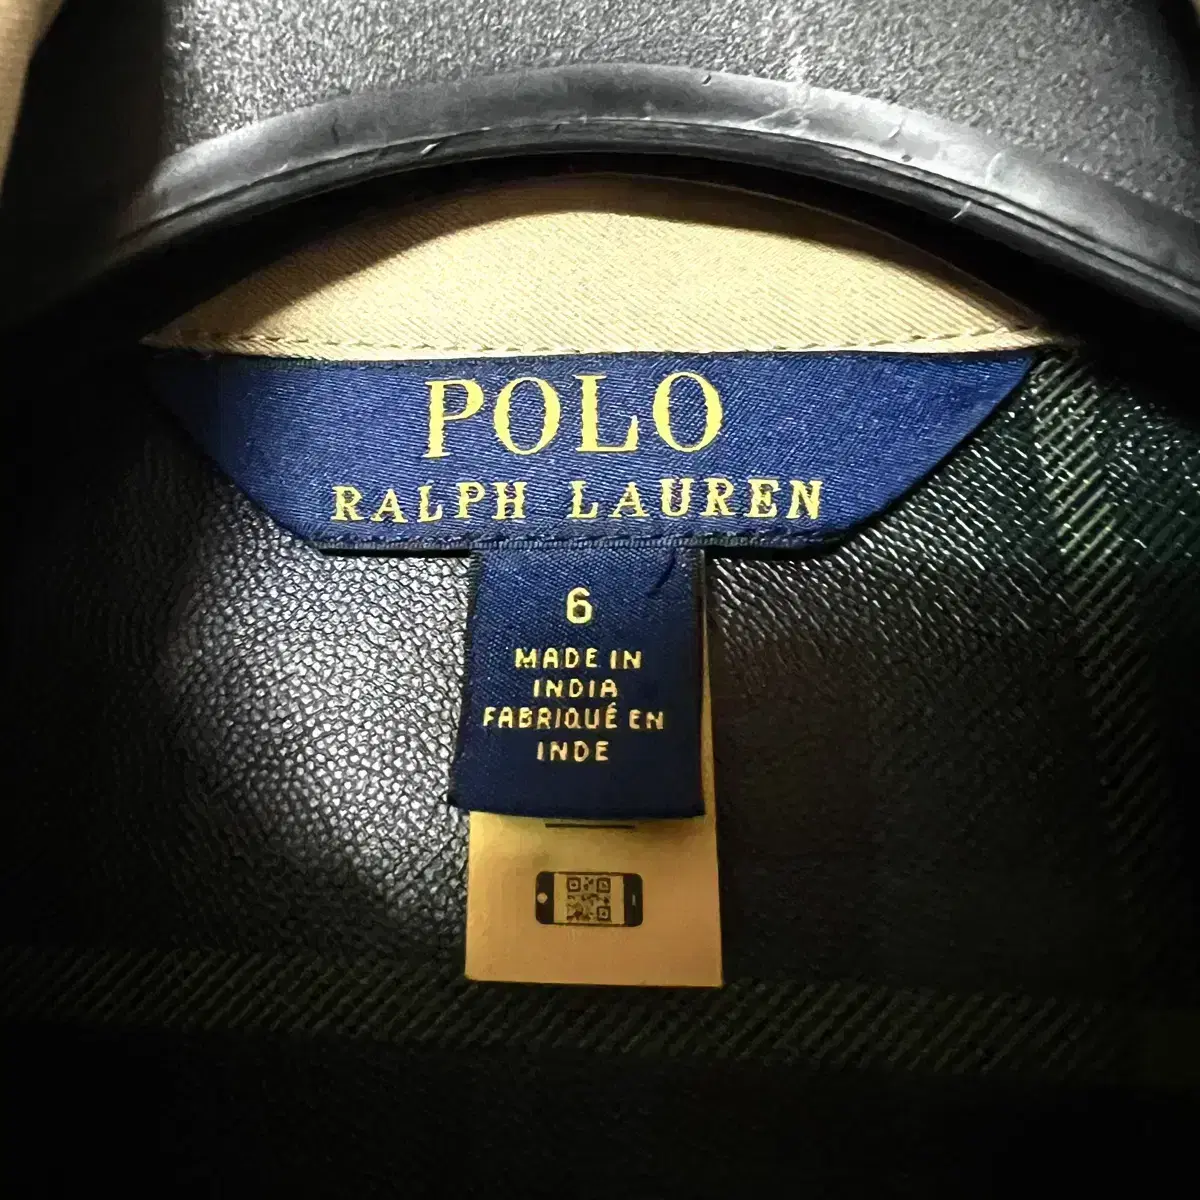 POLO
RALPH LAUREN
6
MADE IN
INDIA
FABRIQUÉ EN
INDE